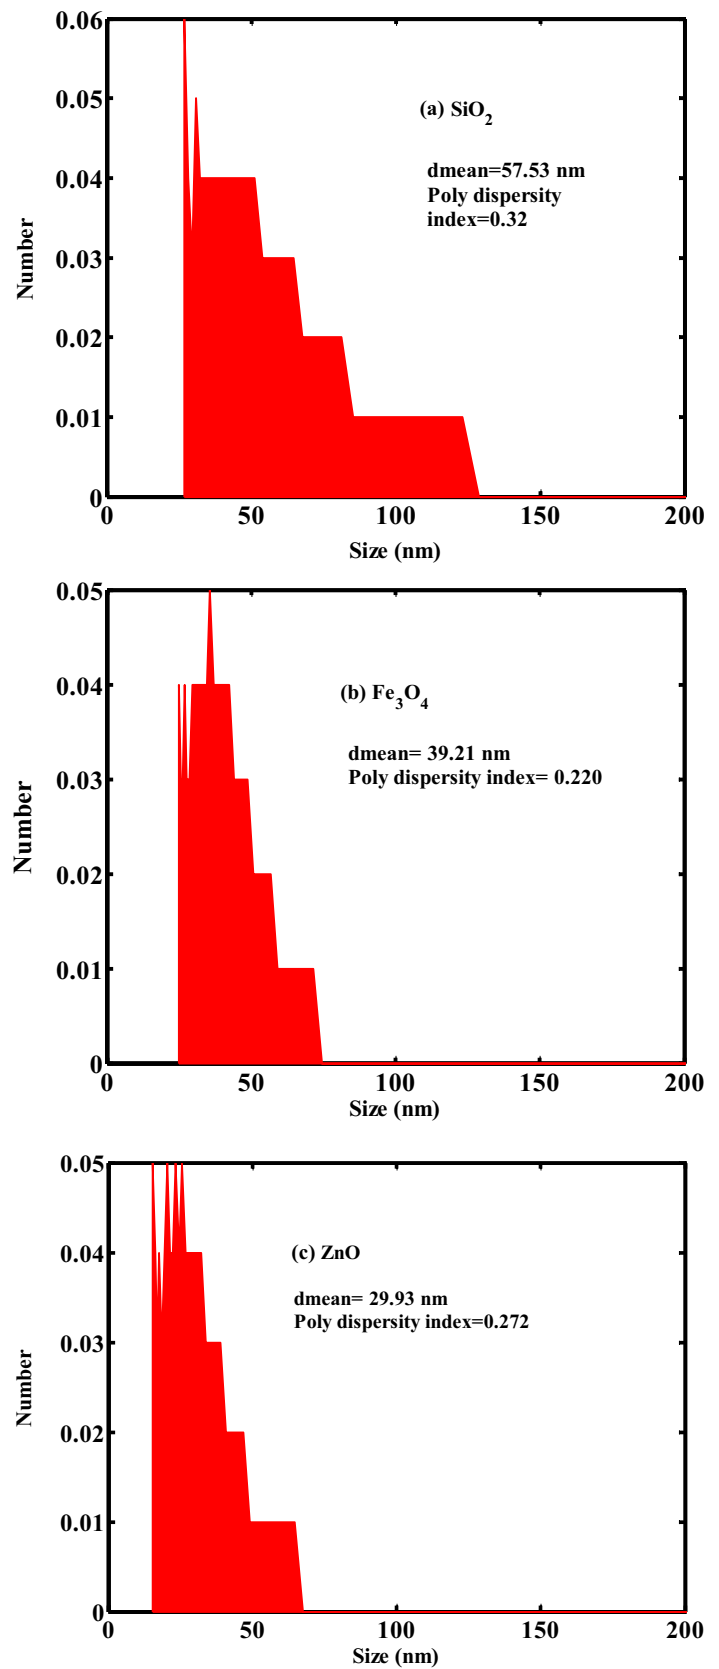 0.06
0.05
0.04
0.03
0.02
0.01
0
Number
(a) SiO2
dmean=57.53 nm
Poly dispersity
index=0.32
0 50 100 150 200
Size (nm)
0.05
0.04
0.03
0.02
0.01
0
Number
(b) Fe3O4
dmean= 39.21 nm
Poly dispersity index= 0.220
0 50 100 150 200
Size (nm)
0.05
0.04
0.03
0.02
0.01
0
Number
(c) ZnO
dmean= 29.93 nm
Poly dispersity index=0.272
0 50 100 150 200
Size (nm)